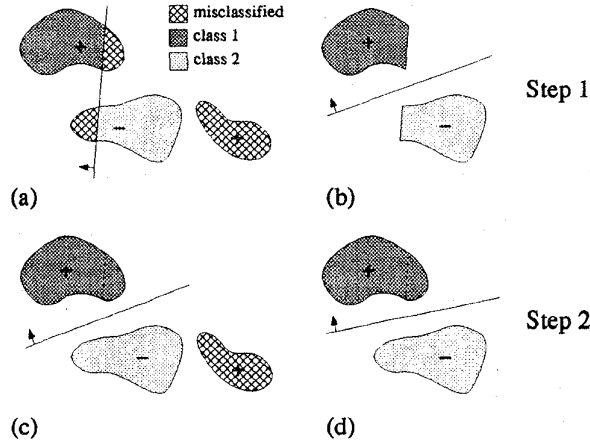 misclassified
class 1
class 2
+
−
+
(a)
+
−
(b)
Step 1
+
−
+
(c)
+
−
(d)
Step 2